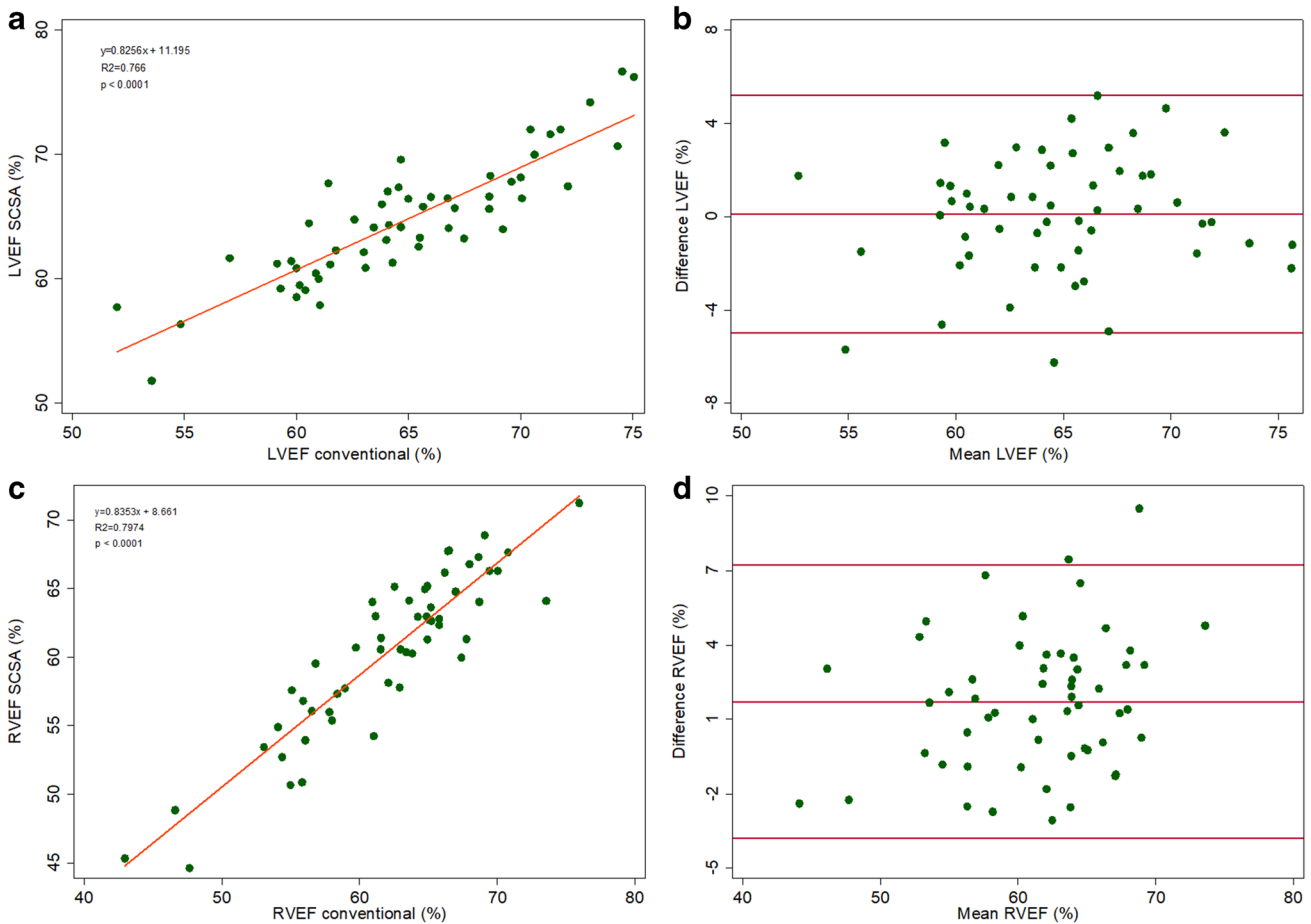 a
y=0.8256x + 11.195
R2=0.766
p < 0.0001
LVEF SCSA (%)
80
70
60
50
50 55 60 65 70 75
LVEF conventional (%)
b
Difference LVEF (%)
8
4
0
-4
-8
50 55 60 65 70 75
Mean LVEF (%)
c
y=0.8353x + 8.661
R2=0.7974
p < 0.0001
RVEF SCSA (%)
70
65
60
55
50
45
40 50 60 70 80
RVEF conventional (%)
d
Difference RVEF (%)
10
7
4
1
-2
-5
40 50 60 70 80
Mean RVEF (%)